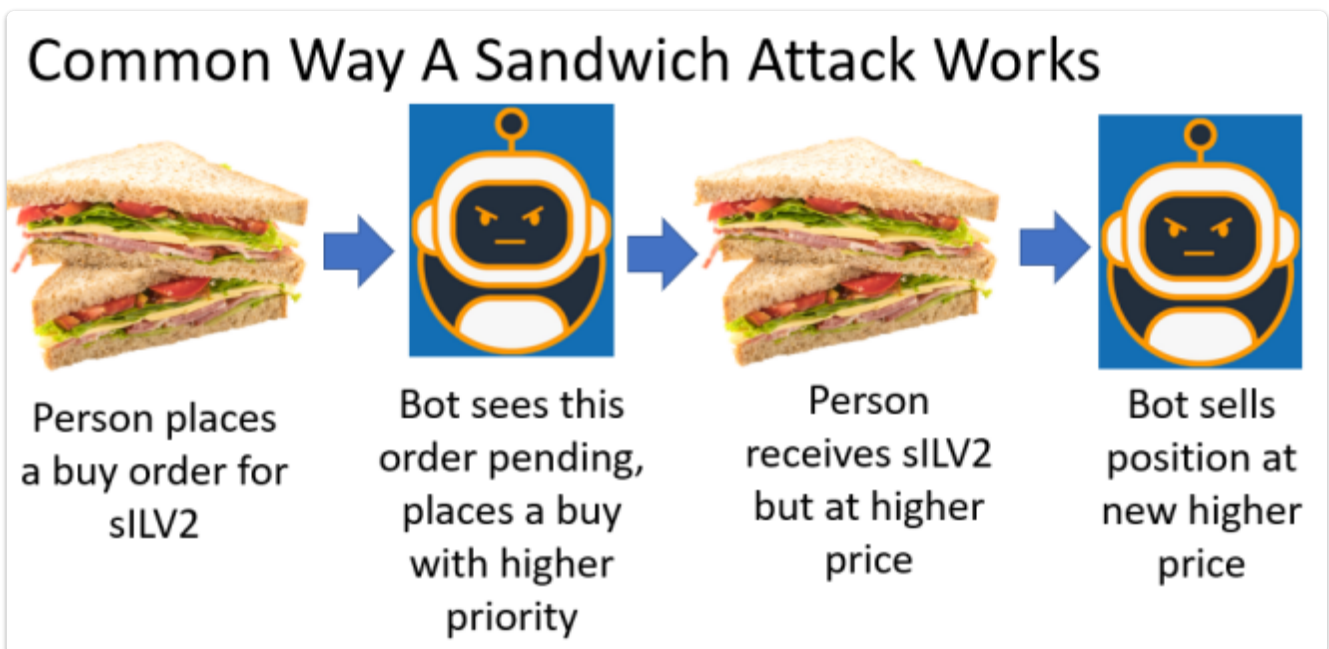 Common Way A Sandwich Attack Works
Person places
a buy order for
sILV2
Bot sees this
order pending,
places a buy
with higher
priority
Person
receives sILV2
but at higher
price
Bot sells
position at
new higher
price